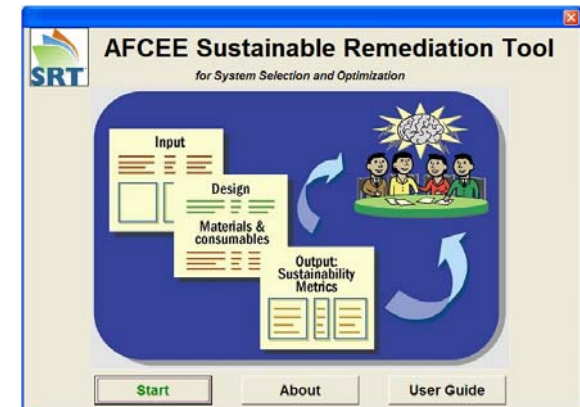 SRT
AFCEE Sustainable Remediation Tool
for System Selection and Optimization
Input
Design
Materials &
consumables
Output:
Sustainability
Metrics
Start
About
User Guide